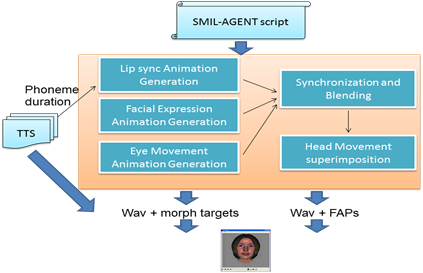 SMIL-AGENT script
Phoneme
duration
TTS
Lip sync Animation
Generation
Facial Expression
Animation Generation
Eye Movement
Animation Generation
Synchronization and
Blending
Head Movement
superimposition
Wav + morph targets
Wav + FAPs